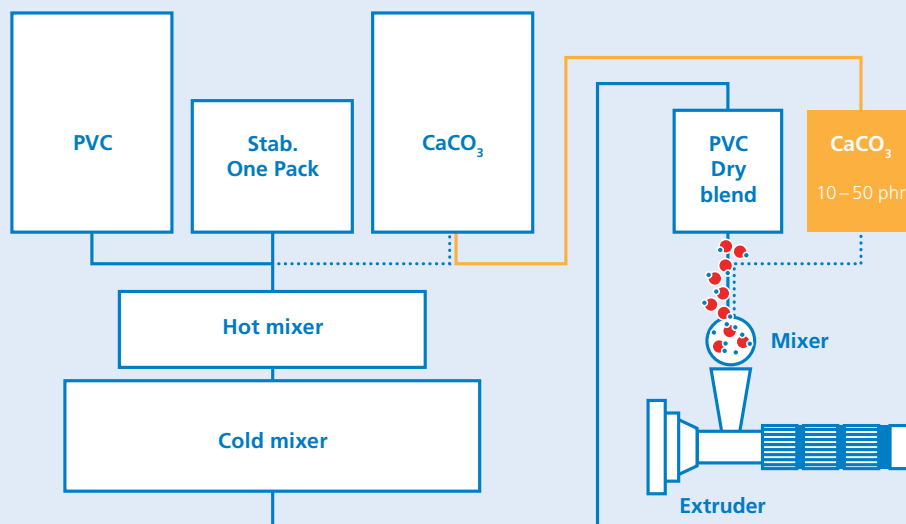 PVC
Stab.
One Pack
CaCO₃
PVC
Dry
blend
CaCO₃
10–50 phr
Hot mixer
Mixer
Cold mixer
Extruder